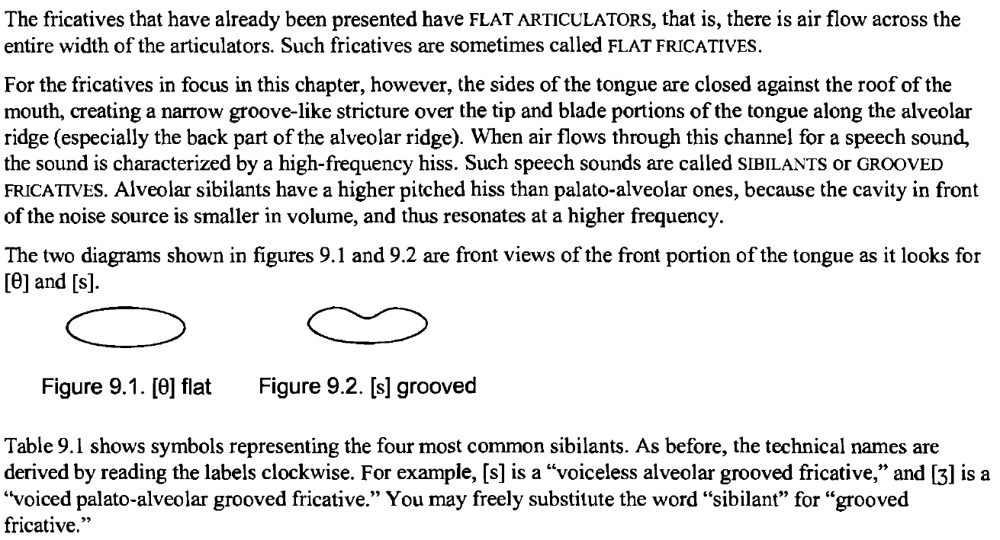 The fricatives that have already been presented have FLAT ARTICULATORS, that is, there is air flow across the
entire width of the articulators. Such fricatives are sometimes called FLAT FRICATIVES.
For the fricatives in focus in this chapter, however, the sides of the tongue are closed against the roof of the
mouth, creating a narrow groove-like stricture over the tip and blade portions of the tongue along the alveolar
ridge (especially the back part of the alveolar ridge). When air flows through this channel for a speech sound,
the sound is characterized by a high-frequency hiss. Such speech sounds are called SIBILANTS or GROOVED
FRICATIVES. Alveolar sibilants have a higher pitched hiss than palato-alveolar ones, because the cavity in front
of the noise source is smaller in volume, and thus resonates at a higher frequency.
The two diagrams shown in figures 9.1 and 9.2 are front views of the front portion of the tongue as it looks for
[θ] and [s].
Figure 9.1. [θ] flat Figure 9.2. [s] grooved
Table 9.1 shows symbols representing the four most common sibilants. As before, the technical names are
derived by reading the labels clockwise. For example, [s] is a “voiceless alveolar grooved fricative,” and [ʒ] is a
“voiced palato-alveolar grooved fricative.” You may freely substitute the word “sibilant” for “grooved
fricative.”